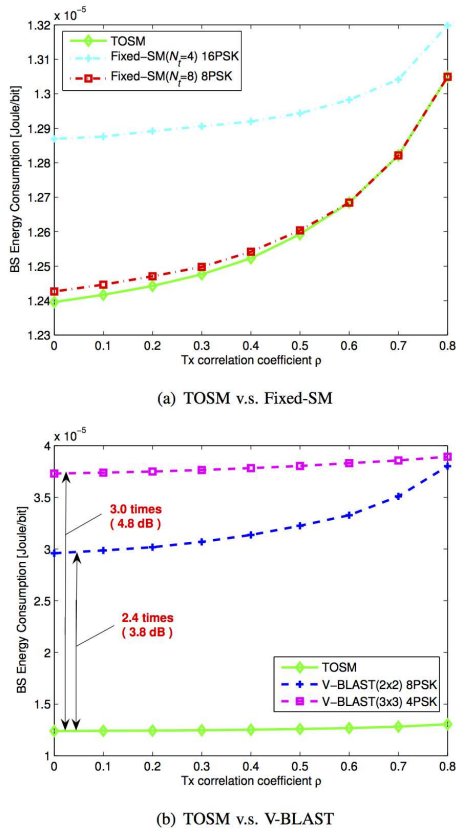 x 10⁻⁵
1.32
1.31
1.3
1.29
1.28
1.27
1.26
1.25
1.24
1.23
BS Energy Consumption [Joule/bit]
TOSM
Fixed−SM(Nt=4) 16PSK
Fixed−SM(Nt=8) 8PSK
0 0.1 0.2 0.3 0.4 0.5 0.6 0.7 0.8
Tx correlation coefficient ρ
(a) TOSM v.s. Fixed-SM
x 10⁻⁵
4
3.5
3
2.5
2
1.5
1
BS Energy Consumption [Joule/bit]
3.0 times
( 4.8 dB )
2.4 times
( 3.8 dB )
TOSM
V−BLAST(2x2) 8PSK
V−BLAST(3x3) 4PSK
0 0.1 0.2 0.3 0.4 0.5 0.6 0.7 0.8
Tx correlation coefficient ρ
(b) TOSM v.s. V-BLAST